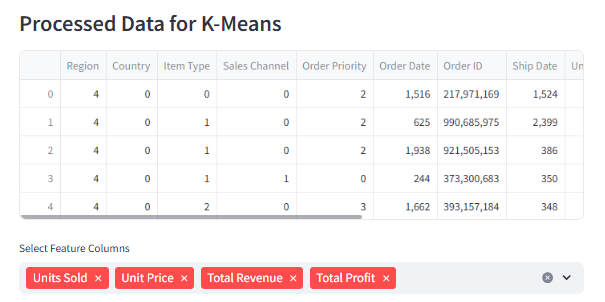 Processed Data for K-Means
Region Country Item Type Sales Channel Order Priority Order Date Order ID Ship Date Un
0 4 0 0 0 2 1,516 217,971,169 1,524
1 4 0 1 0 2 625 990,685,975 2,399
2 4 0 1 0 2 1,938 921,505,153 386
3 4 0 1 1 0 244 373,300,683 350
4 4 0 2 0 3 1,662 393,157,184 348
Select Feature Columns
Units Sold × Unit Price × Total Revenue × Total Profit ×